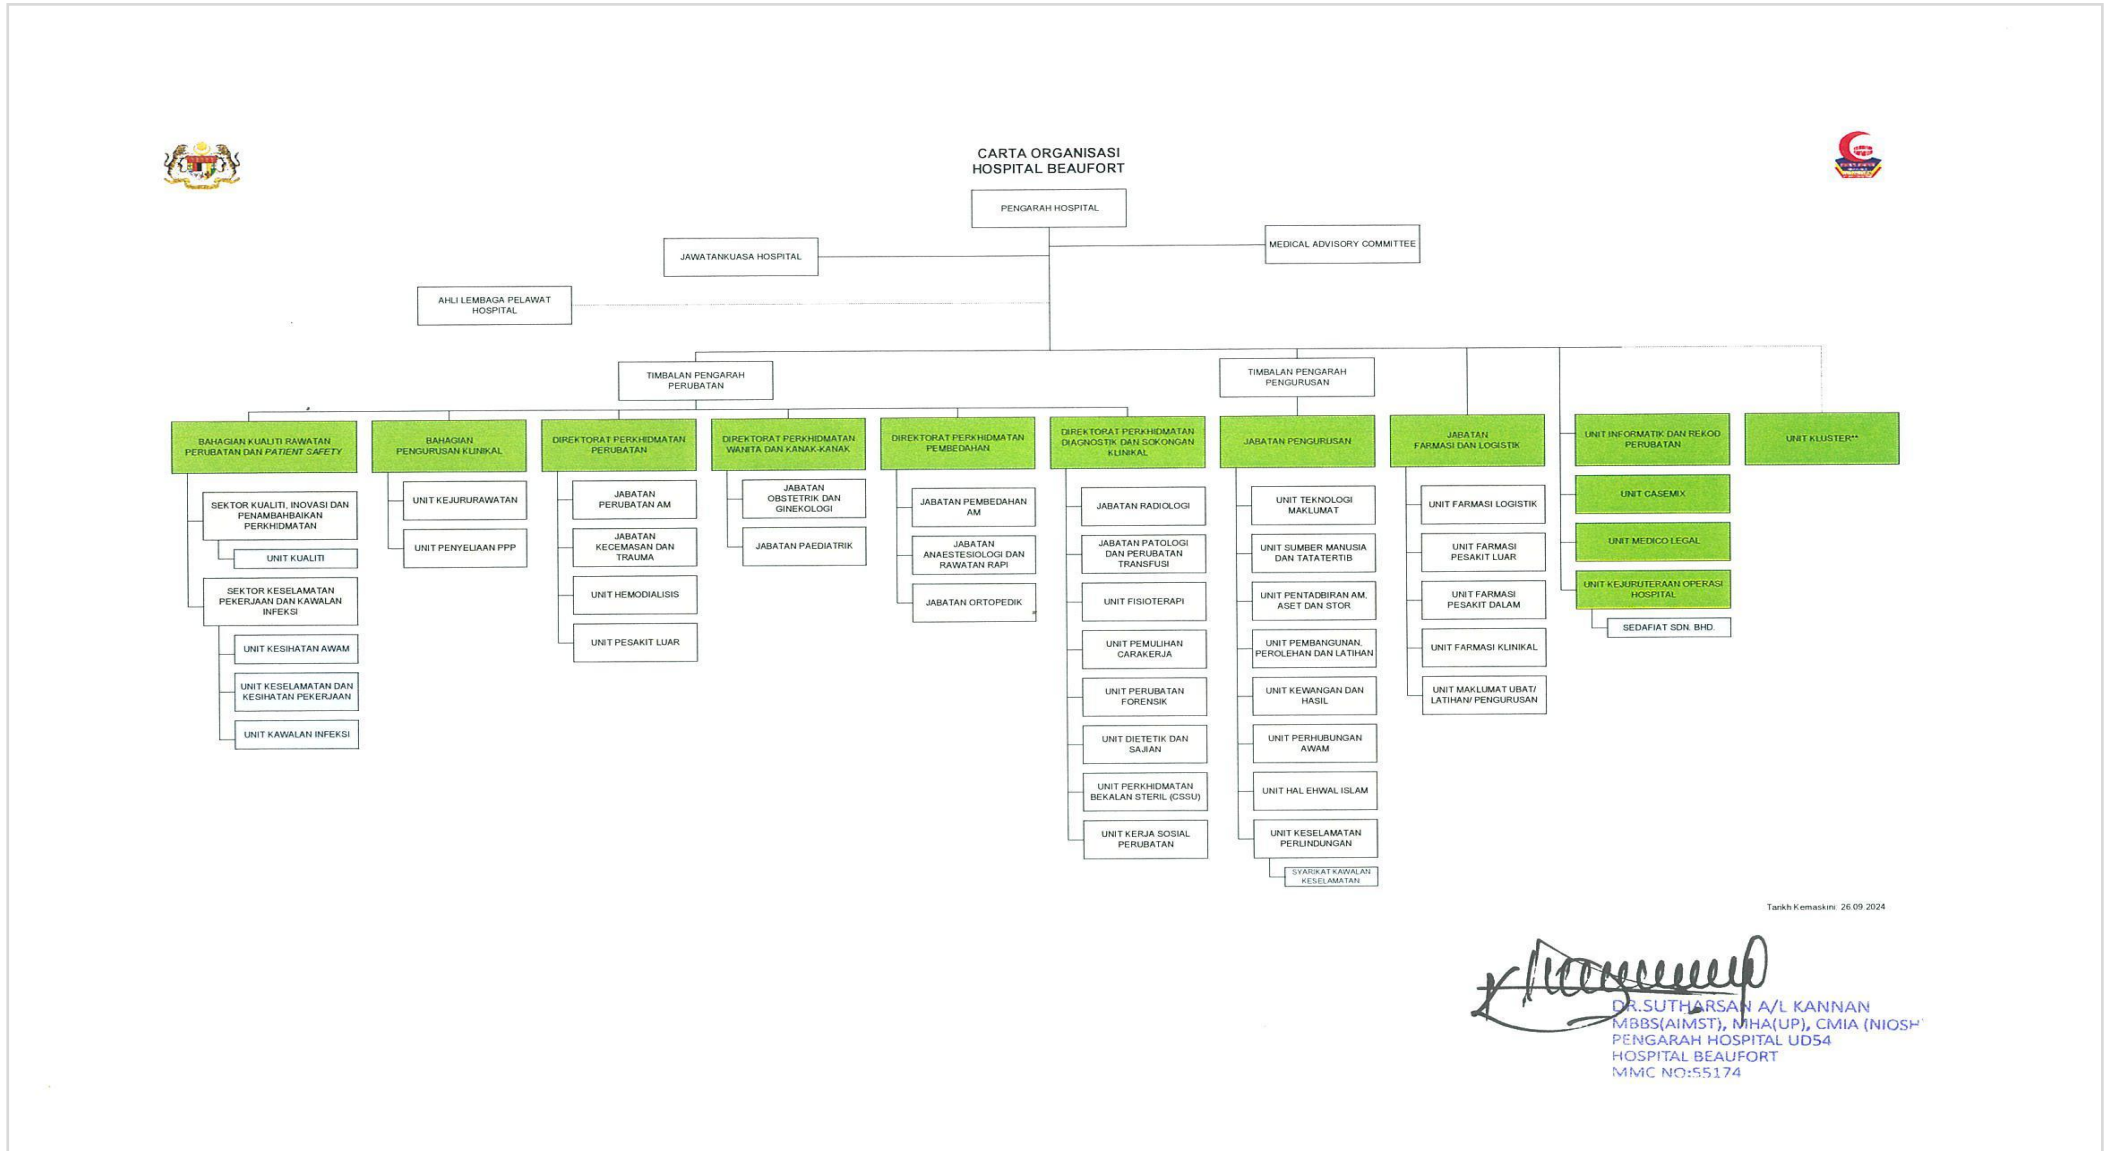 CARTA ORGANISASI
HOSPITAL BEAUFORT
PENGARAH HOSPITAL
MEDICAL ADVISORY COMMITTEE
JAWATANKUASA HOSPITAL
AHLI LEMBAGA PELAWAT
HOSPITAL
TIMBALAN PENGARAH
PERUBATAN
TIMBALAN PENGARAH
PENGURUSAN
BAHAGIAN KUALITI RAWATAN
PERUBATAN DAN PATIENT SAFETY
SEKTOR KUALITI, INOVASI DAN
PENAMBAHBAIKAN
PERKHIDMATAN
UNIT KUALITI
SEKTOR KESELAMATAN
PEKERJAAN DAN KAWALAN
INFEKSI
UNIT KESIHATAN AWAM
UNIT KESELAMATAN DAN
KESIHATAN PEKERJAAN
UNIT KAWALAN INFEKSI
BAHAGIAN
PENGURUSAN KLINIKAL
UNIT KEJURURAWATAN
UNIT PENYELIAAN PPP
DIREKTORAT PERKHIDMATAN
PERUBATAN
JABATAN
PERUBATAN AM
JABATAN
KECEMASAN DAN
TRAUMA
UNIT HEMODIALISIS
UNIT PESAKIT LUAR
DIREKTORAT PERKHIDMATAN
WANITA DAN KANAK-KANAK
JABATAN
OBSTETRIK DAN
GINEKOLOGI
JABATAN PAEDIATRIK
DIREKTORAT PERKHIDMATAN
PEMBEDAHAN
JABATAN PEMBEDAHAN
AM
JABATAN
ANAESTESIOLOGI DAN
RAWATAN RAPI
JABATAN ORTOPEDIK
DIREKTORAT PERKHIDMATAN
DIAGNOSTIK DAN SOKONGAN
KLINIKAL
JABATAN RADIOLOGI
JABATAN PATOLOGI
DAN PERUBATAN
TRANSFUSI
UNIT FISIOTERAPI
UNIT PEMULIHAN
CARAKERJA
UNIT PERUBATAN
FORENSIK
UNIT DIETETIK DAN
SAJIAN
UNIT PERKHIDMATAN
BEKALAN STERIL (CSSU)
UNIT KERJA SOSIAL
PERUBATAN
JABATAN PENGURUSAN
UNIT TEKNOLOGI
MAKLUMAT
UNIT SUMBER MANUSIA
DAN TATATERTIB
UNIT PENTADBIRAN AM,
ASET DAN STOR
UNIT PEMBANGUNAN,
PEROLEHAN DAN LATIHAN
UNIT KEWANGAN DAN
HASIL
UNIT PERHUBUNGAN
AWAM
UNIT HAL EHWAL ISLAM
UNIT KESELAMATAN
PERLINDUNGAN
SYARIKAT KAWALAN
KESELAMATAN
JABATAN
FARMASI DAN LOGISTIK
UNIT FARMASI LOGISTIK
UNIT FARMASI
PESAKIT LUAR
UNIT FARMASI
PESAKIT DALAM
UNIT FARMASI KLINIKAL
UNIT MAKLUMAT UBAT/
LATIHAN/ PENGURUSAN
UNIT INFORMATIK DAN REKOD
PERUBATAN
UNIT CASEMIX
UNIT MEDICO LEGAL
UNIT KEJURUTERAAN OPERASI
HOSPITAL
SEDAFIAT SDN. BHD.
UNIT KLUSTER**
Tarikh Kemaskini: 26.09.2024
DR.SUTHARSAN A/L KANNAN
MBBS(AIMST), MHA(UP), CMIA (NIOSH
PENGARAH HOSPITAL UD54
HOSPITAL BEAUFORT
MMC NO:55174